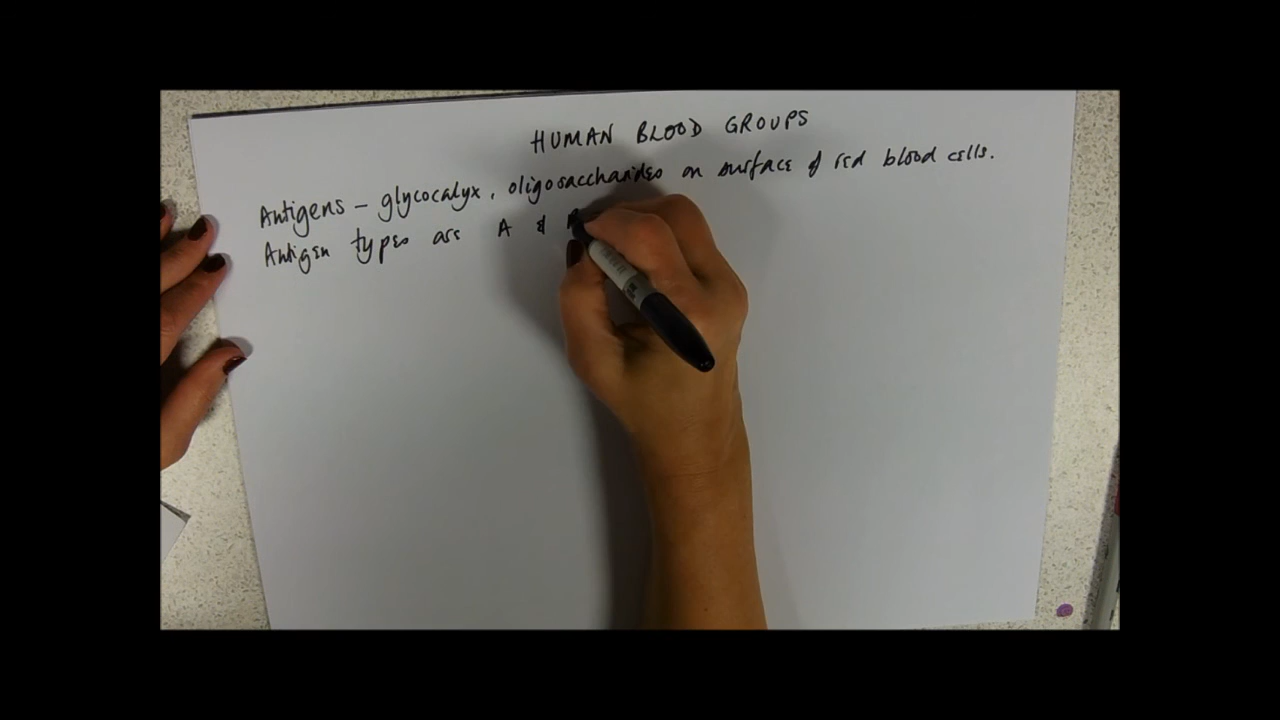 HUMAN BLOOD GROUPS
Antigens – glycocalyx, oligosaccharides on surface of red blood cells.
Antigen types are A &